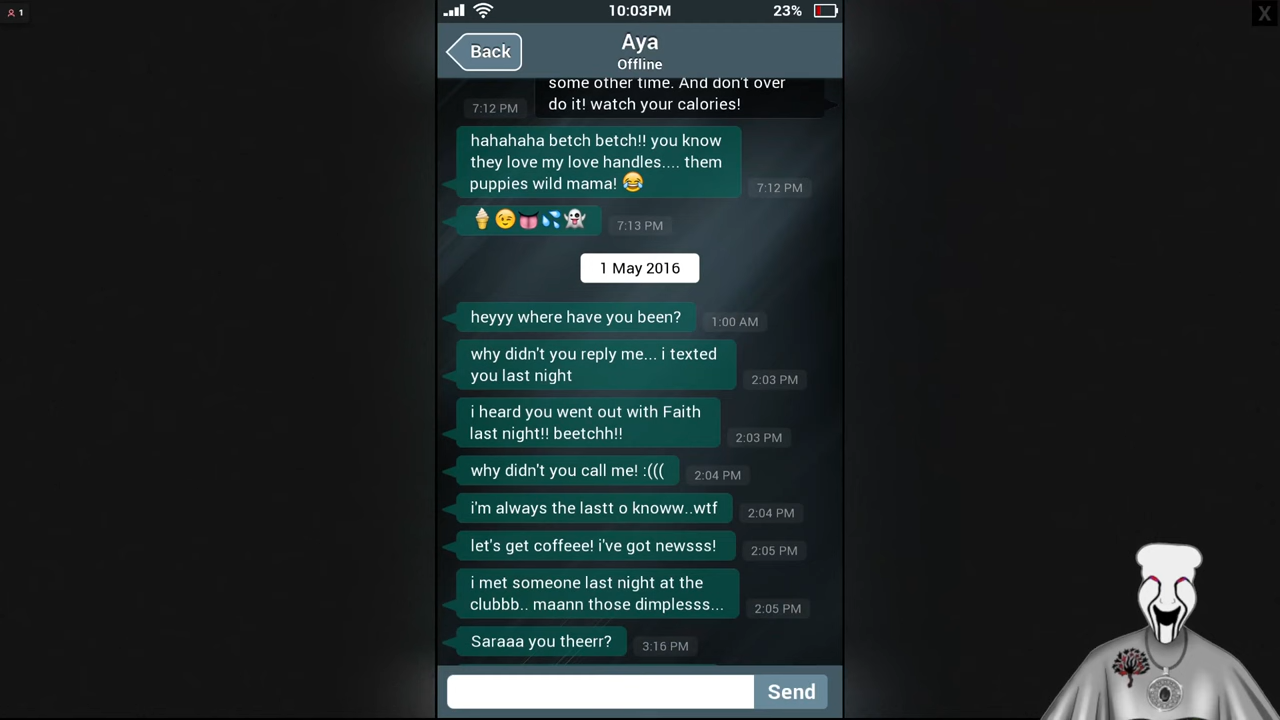 1
10:03PM
23%
X
Back
Aya
Offline
some other time. And don't over
do it! watch your calories!
7:12 PM
hahahaha betch betch!! you know
they love my love handles.... them
puppies wild mama! 😂
7:12 PM
🍦😉👅💦👻
7:13 PM
1 May 2016
heyyy where have you been?
1:00 AM
why didn't you reply me... i texted
you last night
2:03 PM
i heard you went out with Faith
last night!! beetchh!!
2:03 PM
why didn't you call me! :(((
2:04 PM
i'm always the lastt o knoww..wtf
2:04 PM
let's get coffeee! i've got newsss!
2:05 PM
i met someone last night at the
clubbb.. maann those dimplesss...
2:05 PM
Saraaa you theerr?
3:16 PM
Send